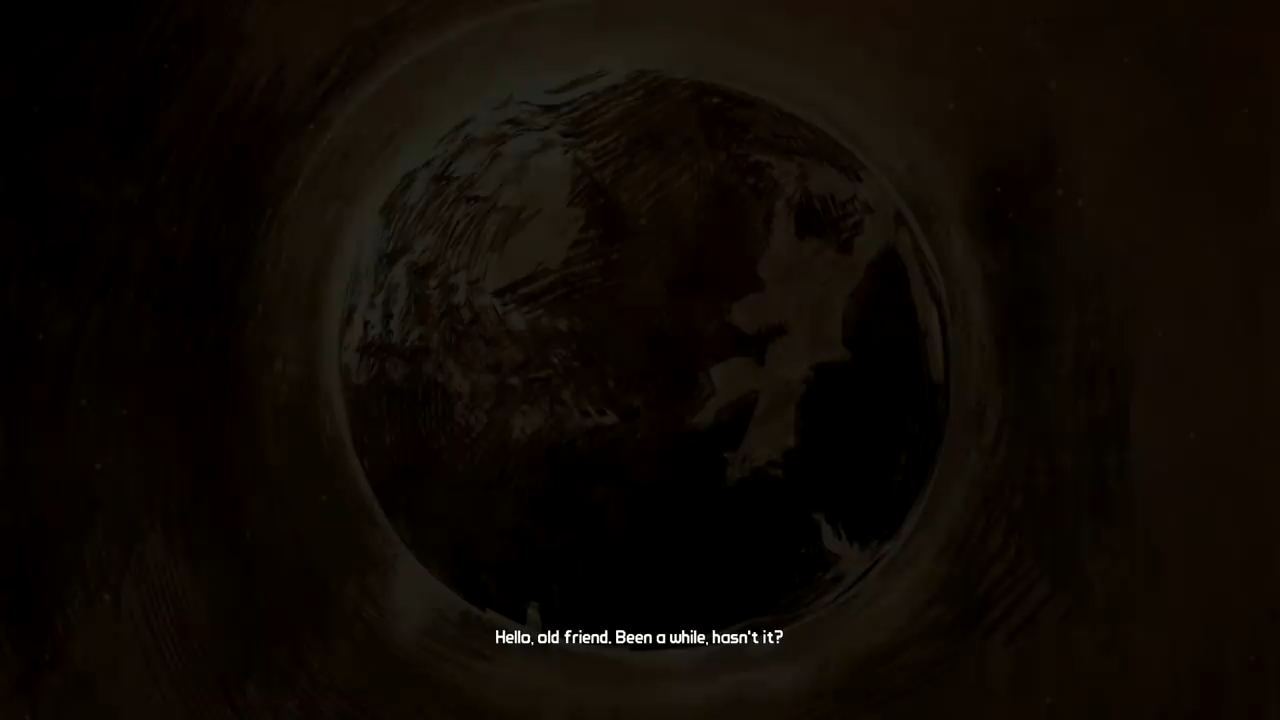 Hello, old friend. Been a while, hasn't it?